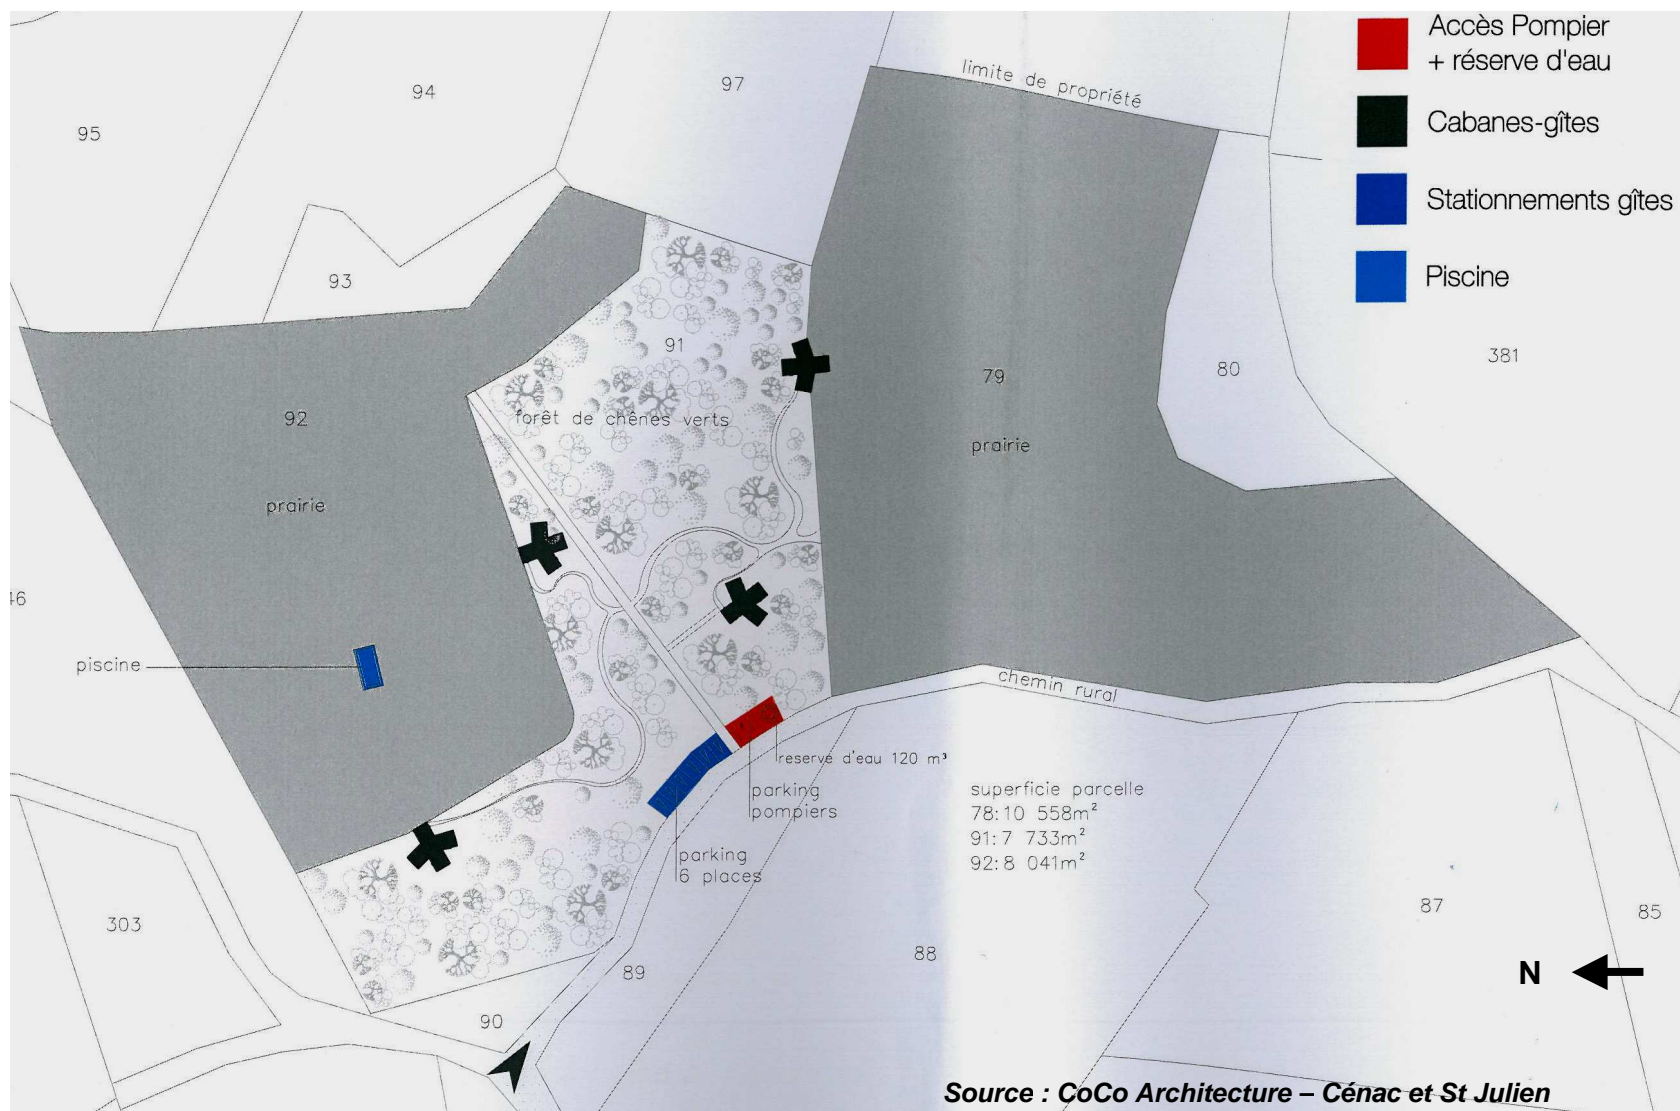 Accès Pompier
+ réserve d'eau
Cabanes-gîtes
Stationnements gîtes
Piscine
limite de propriété
97
94
95
93
91
92
79
80
381
forêt de chênes verts
prairie
prairie
46
piscine
chemin rural
reserve d'eau 120 m³
parking
pompiers
parking
6 places
superficie parcelle
78:10 558m²
91:7 733m²
92:8 041m²
303
90
89
88
87
85
N
Source : CoCo Architecture – Cénac et St Julien